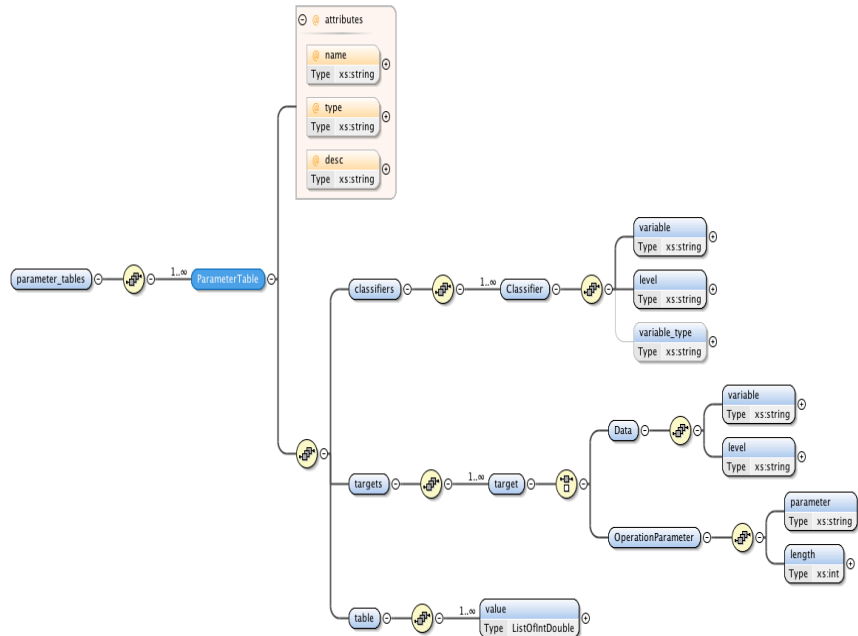 @ attributes
@ name
Type xs:string
@ type
Type xs:string
@ desc
Type xs:string
parameter_tables
1..∞
ParameterTable
classifiers
1..∞
Classifier
variable
Type xs:string
level
Type xs:string
variable_type
Type xs:string
targets
1..∞
target
Data
variable
Type xs:string
level
Type xs:string
OperationParameter
parameter
Type xs:string
length
Type xs:int
table
1..∞
value
Type ListOfIntDouble